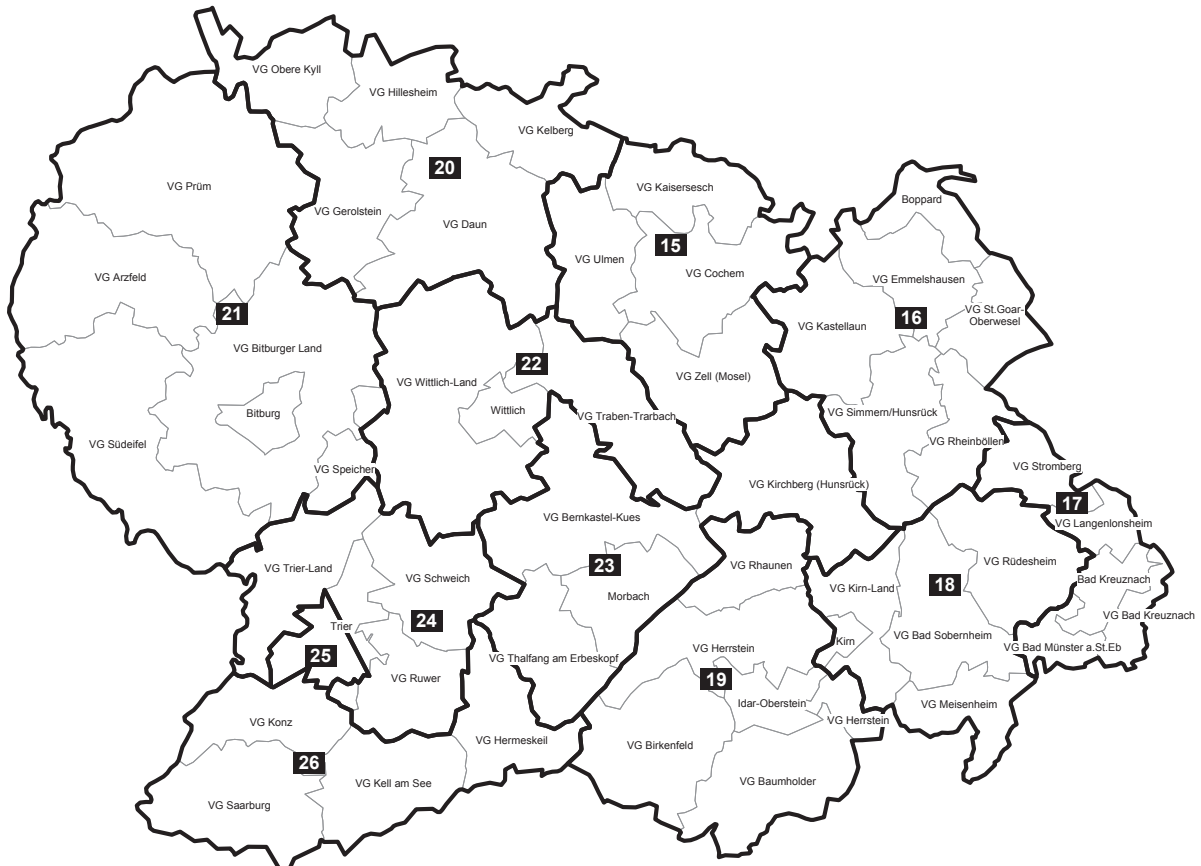 VG Obere Kyll
VG Hillesheim
VG Kelberg
20
VG Prüm
VG Kaisersesch
Boppard
VG Gerolstein
VG Daun
15
VG Ulmen
VG Cochem
VG Arzfeld
VG Emmelshausen
21
16
VG St.Goar-
Oberwesel
VG Kastellaun
VG Bitburger Land
22
VG Zell (Mosel)
VG Wittlich-Land
Wittlich
Bitburg
VG Traben-Trarbach
VG Simmern/Hunsrück
VG Südeifel
VG Rheinböllen
VG Speicher
VG Stromberg
VG Kirchberg (Hunsrück)
17
VG Bernkastel-Kues
VG Langenlonsheim
VG Trier-Land
23
VG Rhaunen
VG Rüdesheim
VG Schweich
Bad Kreuznach
18
VG Kirn-Land
Morbach
24
VG Bad Kreuznach
Trier
VG Bad Sobernheim
Kirn
VG Herrstein
VG Bad Münster a.St.Eb
25
VG Thalfang am Erbeskopf
VG Ruwer
19
Idar-Oberstein
VG Meisenheim
VG Konz
VG Herrstein
VG Hermeskeil
VG Birkenfeld
26
VG Kell am See
VG Baumholder
VG Saarburg